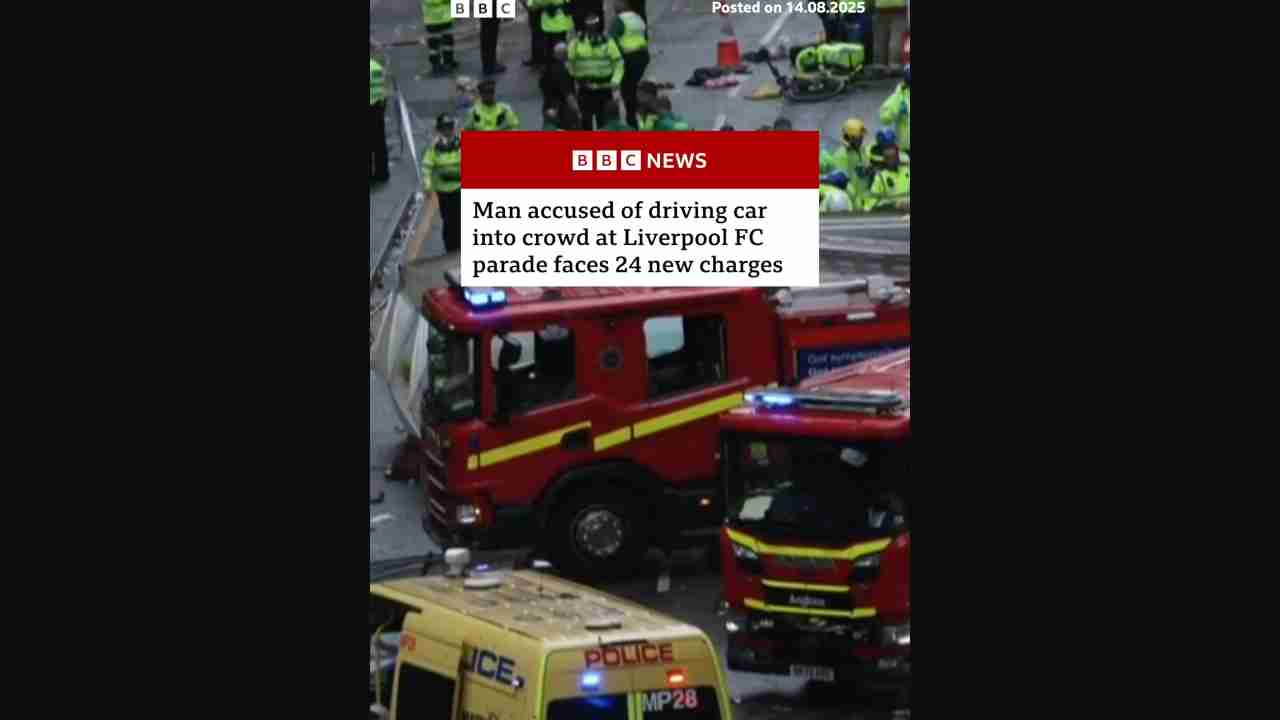 BBC
Posted on 14.08.2025
BBC NEWS
Man accused of driving car
into crowd at Liverpool FC
parade faces 24 new charges
POLICE
MP28